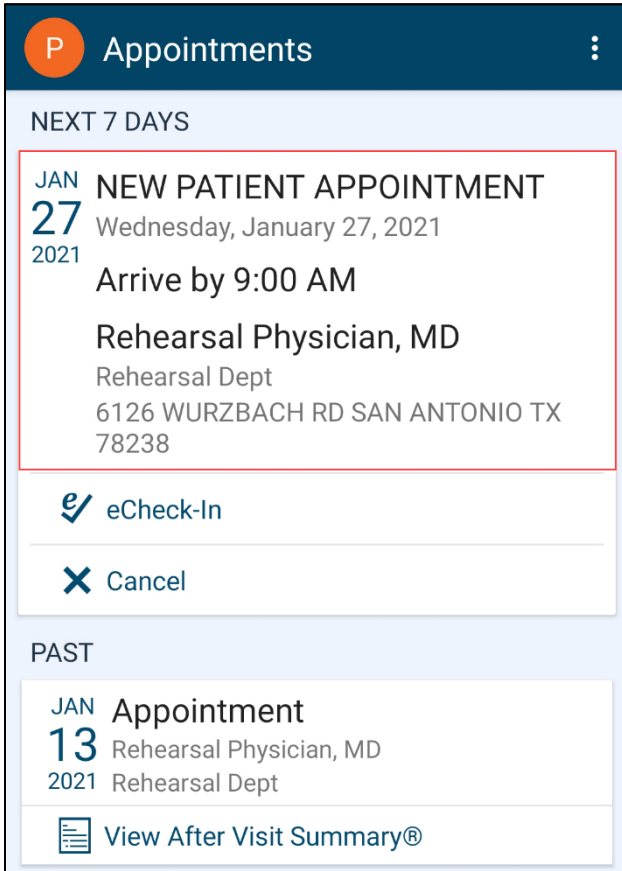 P Appointments
NEXT 7 DAYS
JAN
27
2021
NEW PATIENT APPOINTMENT
Wednesday, January 27, 2021
Arrive by 9:00 AM
Rehearsal Physician, MD
Rehearsal Dept
6126 WURZBACH RD SAN ANTONIO TX
78238
eCheck-In
Cancel
PAST
JAN
13
2021
Appointment
Rehearsal Physician, MD
Rehearsal Dept
View After Visit Summary®